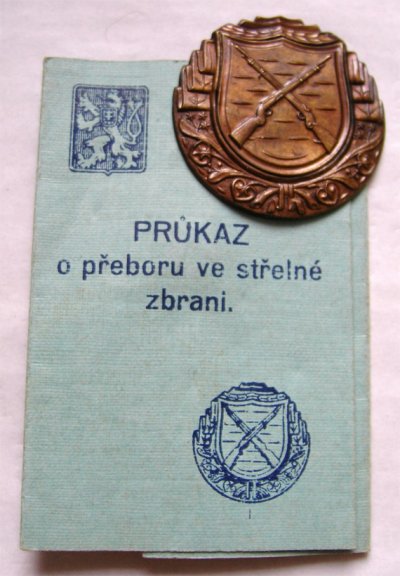 PRŮKAZ
o přeboru ve střelné
zbrani.